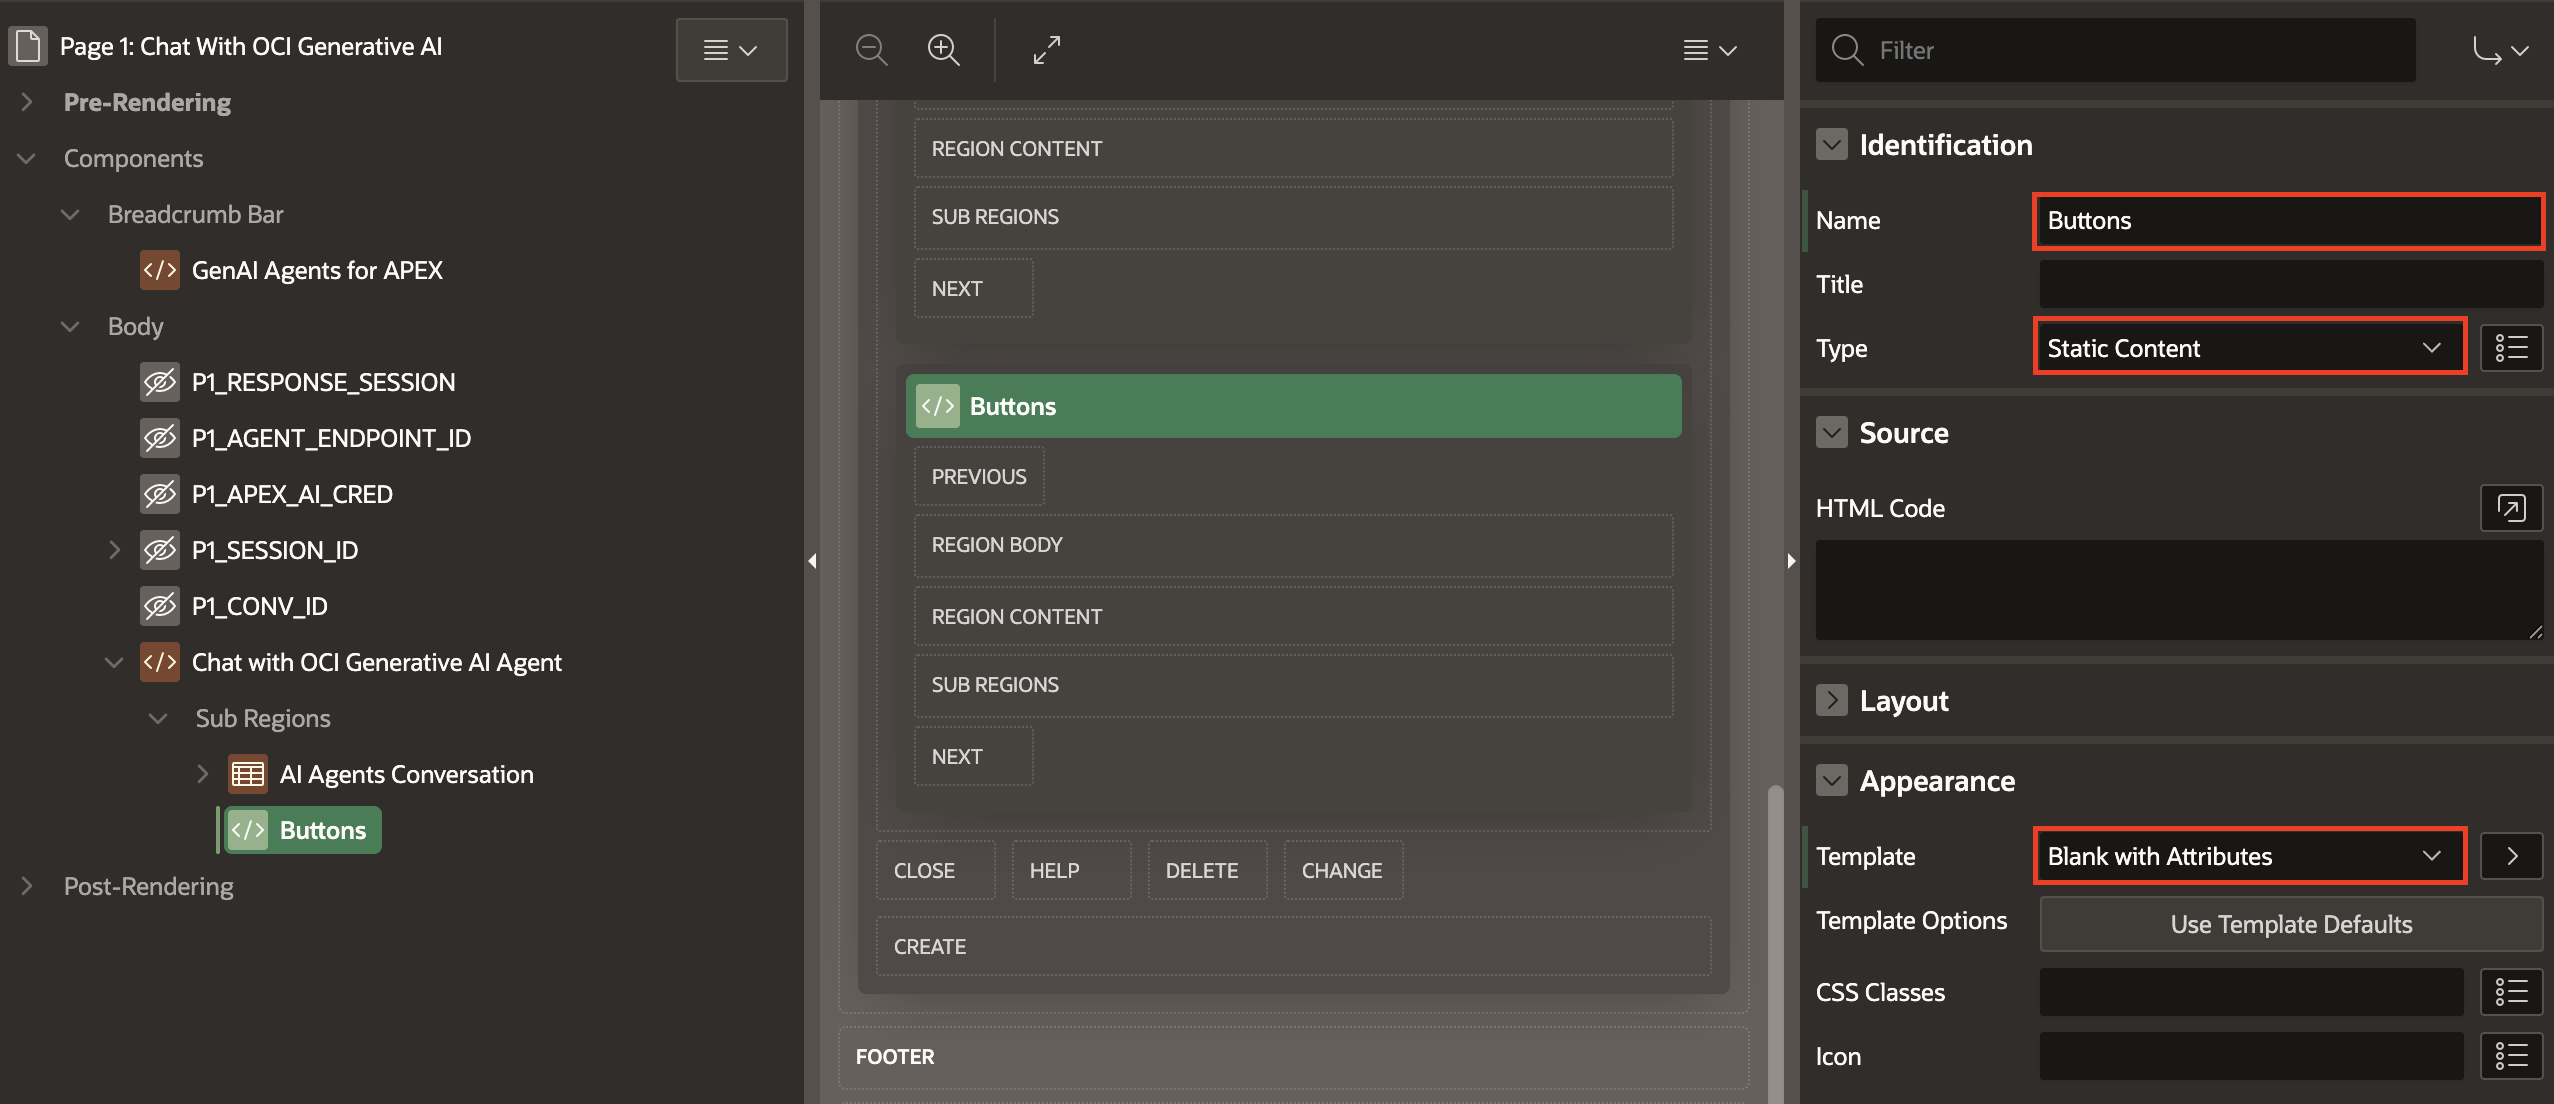 Page 1: Chat With OCI Generative AI
Pre-Rendering
Components
Breadcrumb Bar
GenAI Agents for APEX
Body
P1_RESPONSE_SESSION
P1_AGENT_ENDPOINT_ID
P1_APEX_AI_CRED
P1_SESSION_ID
P1_CONV_ID
Chat with OCI Generative AI Agent
Sub Regions
AI Agents Conversation
Buttons
Post-Rendering
REGION CONTENT
SUB REGIONS
NEXT
Buttons
PREVIOUS
REGION BODY
REGION CONTENT
SUB REGIONS
NEXT
CLOSE HELP DELETE CHANGE
CREATE
FOOTER
Filter
Identification
Name Buttons
Title
Type Static Content
Source
HTML Code
Layout
Appearance
Template Blank with Attributes
Template Options Use Template Defaults
CSS Classes
Icon